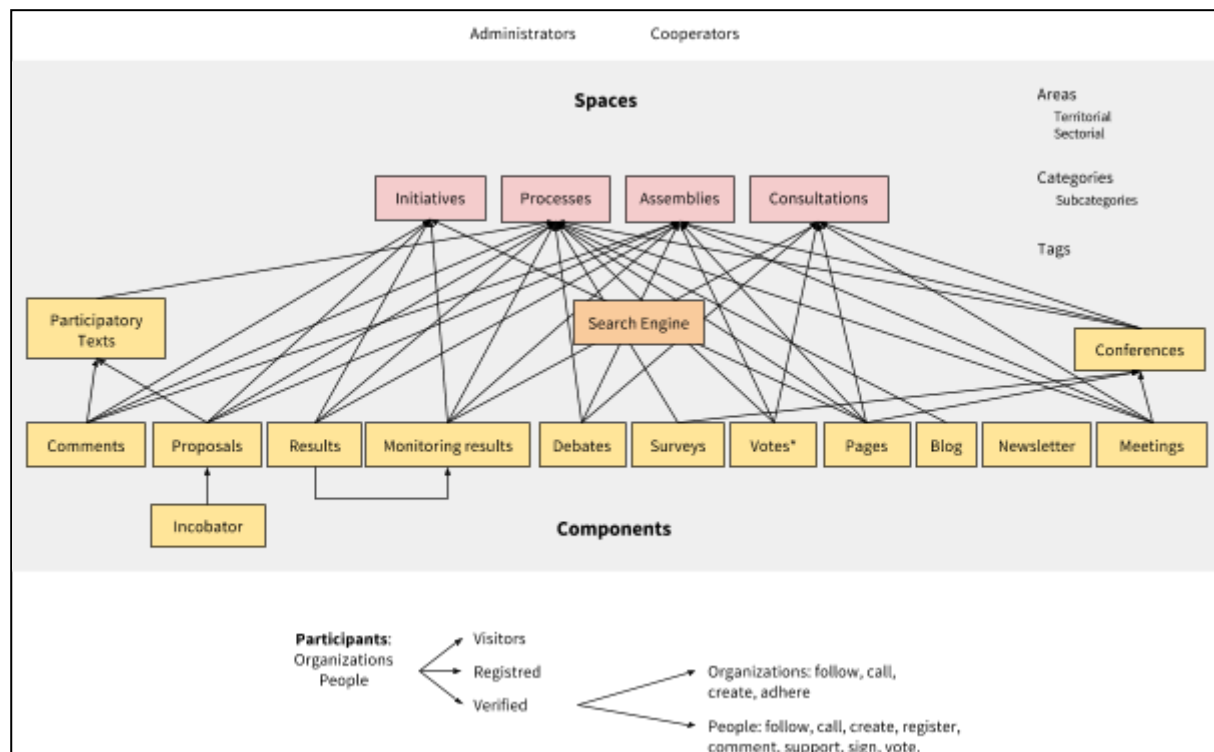 Administrators
Cooperators
Spaces
Areas
Territorial
Sectorial
Categories
Subcategories
Tags
Initiatives
Processes
Assemblies
Consultations
Participatory
Texts
Search Engine
Conferences
Comments
Proposals
Results
Monitoring results
Debates
Surveys
Votes*
Pages
Blog
Newsletter
Meetings
Incobator
Components
Participants:
Organizations
People
Visitors
Registred
Verified
Organizations: follow, call,
create, adhere
People: follow, call, create, register,
comment, support, sign, vote,